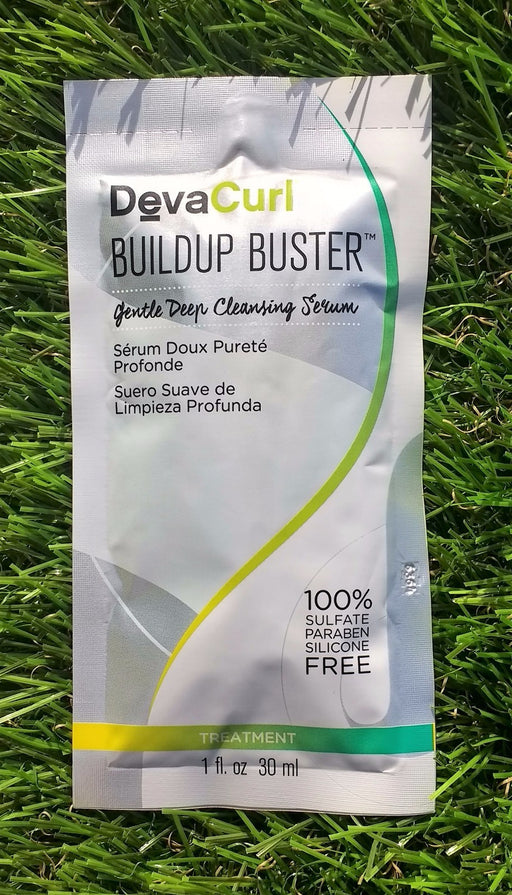 DevaCurl
BUILDUP BUSTER™
Gentle Deep Cleansing Serum
Sérum Doux Pureté
Profonde
Suero Suave de
Limpieza Profunda
100%
SULFATE
PARABEN
SILICONE
FREE
TREATMENT
1 fl. oz 30 ml